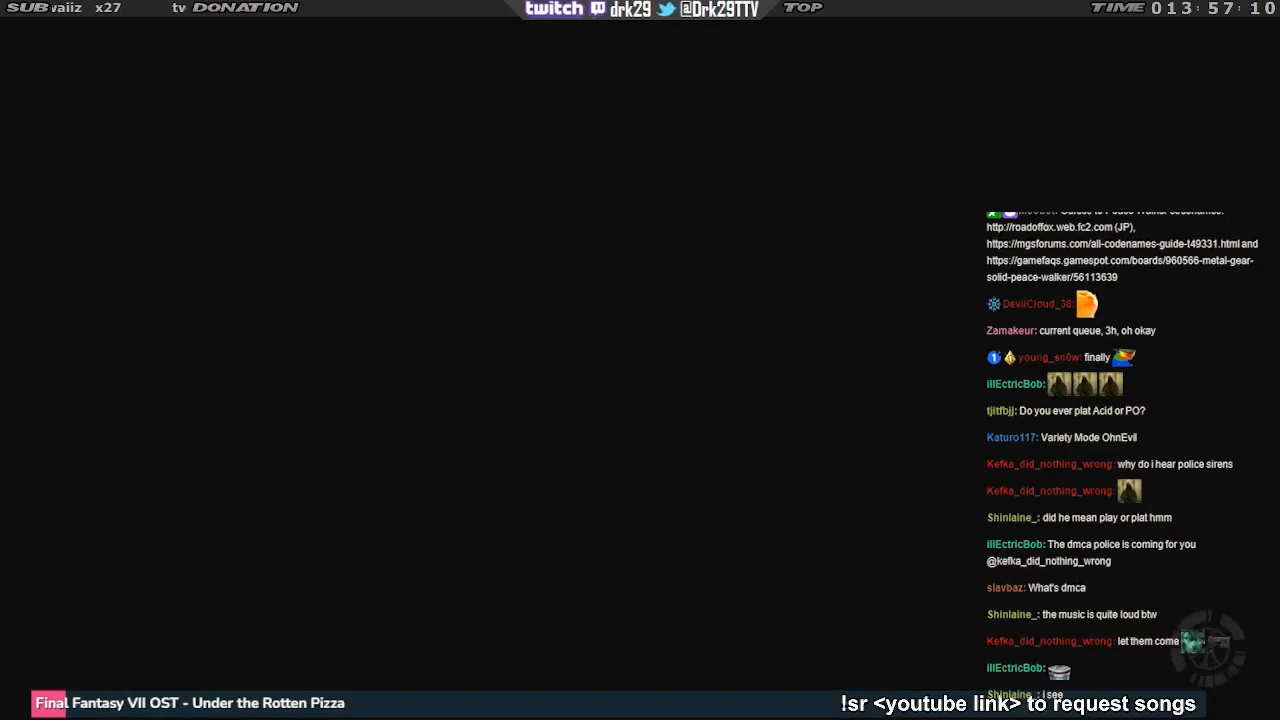 SUB vaiiz x27 tv DONATION twitch drk29 @Drk29TTV TOP TIME 013:57:10
http://roadoffox.web.fc2.com (JP),
https://mgsforums.com/all-codenames-guide-t49331.html and
https://gamefaqs.gamespot.com/boards/960566-metal-gear-
solid-peace-walker/56113639
DevilCloud_38:
Zamakeur: current queue, 3h, oh okay
young_sn0w: finally
illEctricBob:
tjitfbjj: Do you ever plat Acid or PO?
Katuro117: Variety Mode OhnEvil
Kefka_did_nothing_wrong: why do i hear police sirens
Kefka_did_nothing_wrong:
Shinlaine_: did he mean play or plat hmm
illEctricBob: The dmca police is coming for you
@kefka_did_nothing_wrong
slavbaz: What's dmca
Shinlaine_: the music is quite loud btw
Kefka_did_nothing_wrong: let them come
illEctricBob:
Shinlaine_: i see
Final Fantasy VII OST - Under the Rotten Pizza
!sr <youtube link> to request songs